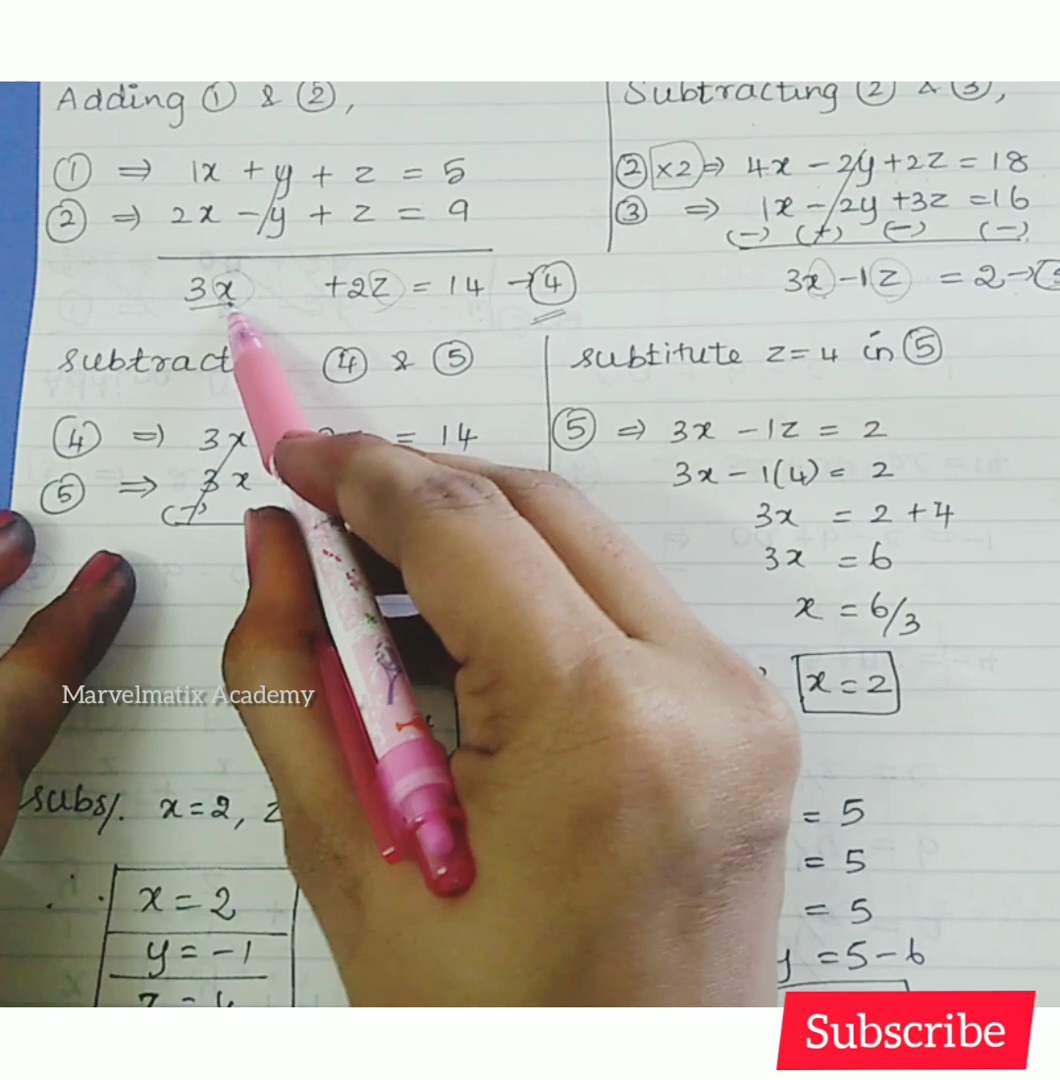 Adding ① & ②,
① ⇒ 1x + y + z = 5
② ⇒ 2x - y + z = 9
3x +2z = 14 → ④
Subtracting ② & ③,
② ×2 ⇒ 4x - 2y + 2z = 18
③ ⇒ 1x - 2y + 3z = 16
(-) (+) (-) (-)
3x - 1z = 2 →
Subtract ④ & ⑤
④ ⇒ 3x = 14
⑤ ⇒ 3x
(-)
subtitute z = 4 in ⑤
⑤ ⇒ 3x - 1z = 2
3x - 1(4) = 2
3x = 2 + 4
3x = 6
x = 6/3
x = 2
Marvelmatix Academy
subs/. x = 2, z
= 5
= 5
= 5
y = 5 - 6
∴ x = 2
y = -1
z = 4
Subscribe